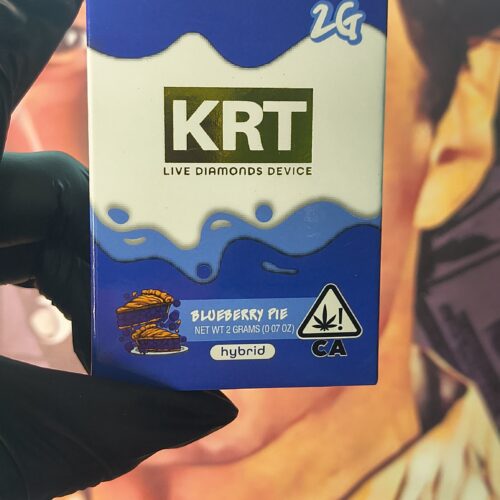 2G
KRT
LIVE DIAMONDS DEVICE
BLUEBERRY PIE
NET WT 2 GRAMS (0 07 OZ)
hybrid
!
CA